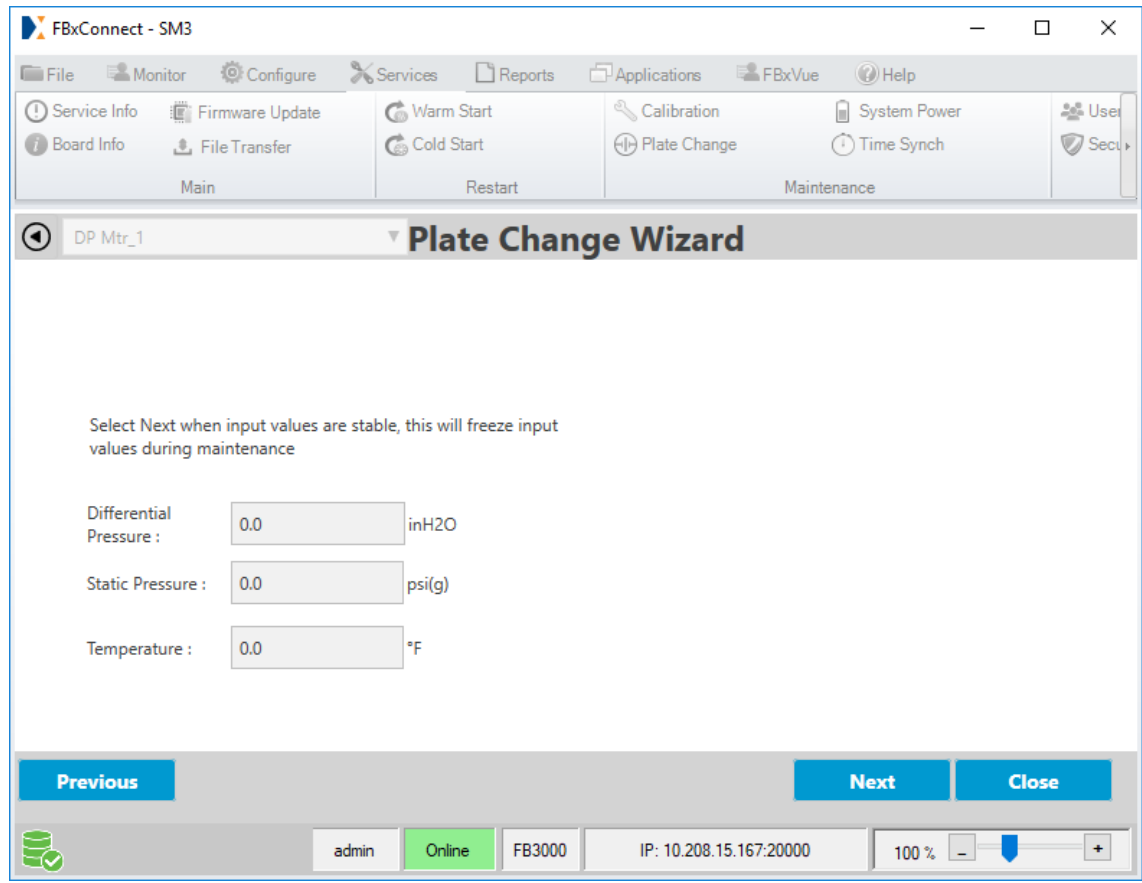 FBxConnect - SM3
File Monitor Configure Services Reports Applications FBxVue Help
Service Info Firmware Update Warm Start Calibration System Power User
Board Info File Transfer Cold Start Plate Change Time Synch Secu
Main Restart Maintenance
DP Mtr_1 Plate Change Wizard
Select Next when input values are stable, this will freeze input
values during maintenance
Differential
Pressure : 0.0 inH2O
Static Pressure : 0.0 psi(g)
Temperature : 0.0 °F
Previous Next Close
admin Online FB3000 IP: 10.208.15.167:20000 100 % - +